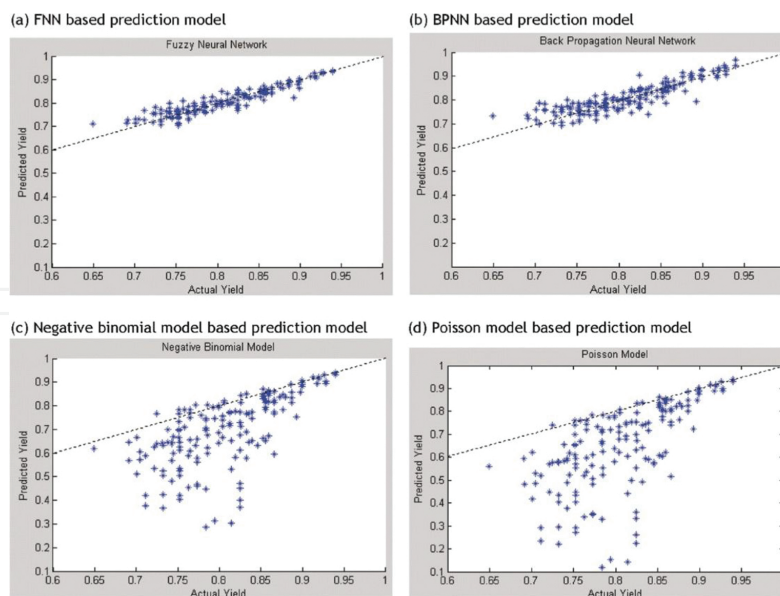 (a) FNN based prediction model
Fuzzy Neural Network
1
0.9
0.8
0.7
0.6
0.5
0.4
0.3
0.2
0.1
Predicted Yield
0.6 0.65 0.7 0.75 0.8 0.85 0.9 0.95 1
Actual Yield
(b) BPNN based prediction model
Back Propagation Neural Network
1
0.9
0.8
0.7
0.6
0.5
0.4
0.3
0.2
0.1
Predicted Yield
0.6 0.65 0.7 0.75 0.8 0.85 0.9 0.95
Actual Yield
(c) Negative binomial model based prediction model
Negative Binomial Model
1
0.9
0.8
0.7
0.6
0.5
0.4
0.3
0.2
0.1
Predicted Yield
0.6 0.65 0.7 0.75 0.8 0.85 0.9 0.95
Actual Yield
(d) Poisson model based prediction model
Poisson Model
1
0.9
0.8
0.7
0.6
0.5
0.4
0.3
0.2
0.1
Predicted Yield
0.6 0.65 0.7 0.75 0.8 0.85 0.9 0.95
Actual Yield